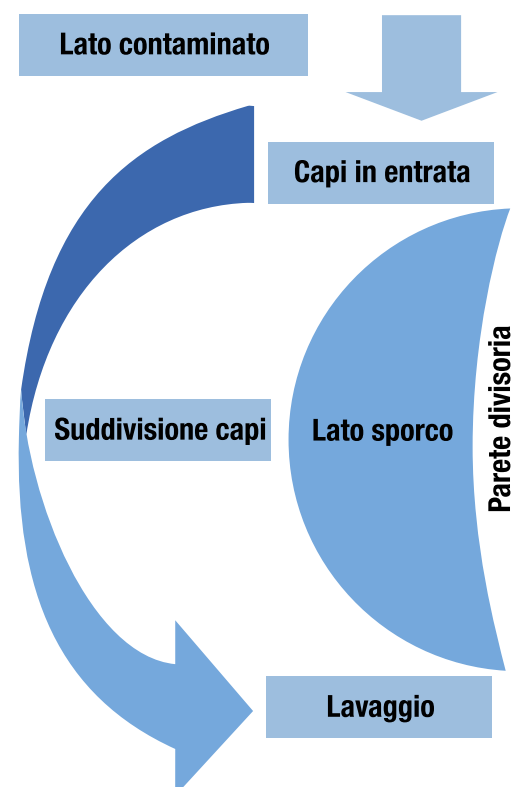 Lato contaminato
Capi in entrata
Suddivisione capi
Lato sporco
Parete divisoria
Lavaggio